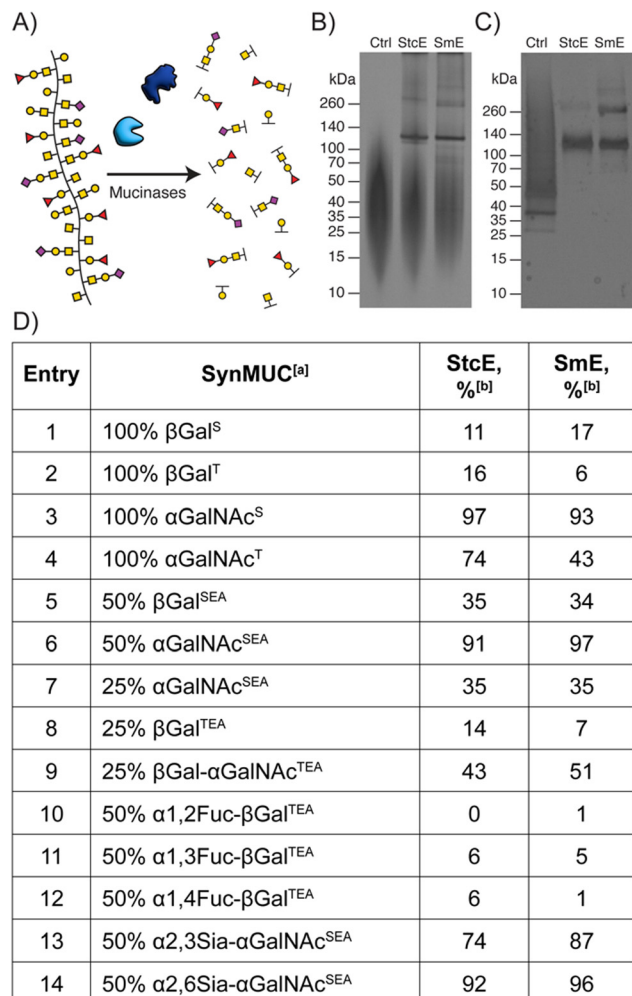 A)
Mucinases
B)
Ctrl StcE SmE
kDa
260
140
100
70
50
40
35
25
15
10
C)
Ctrl StcE SmE
kDa
260
140
100
70
50
40
35
25
15
10
D)
Entry SynMUC[a] StcE, %[b] SmE, %[b]
1 100% βGalS 11 17
2 100% βGalT 16 6
3 100% αGalNAcS 97 93
4 100% αGalNAcT 74 43
5 50% βGalSEA 35 34
6 50% αGalNAcSEA 91 97
7 25% αGalNAcSEA 35 35
8 25% βGalTEA 14 7
9 25% βGal-αGalNAcTEA 43 51
10 50% α1,2Fuc-βGalTEA 0 1
11 50% α1,3Fuc-βGalTEA 6 5
12 50% α1,4Fuc-βGalTEA 6 1
13 50% α2,3Sia-αGalNAcSEA 74 87
14 50% α2,6Sia-αGalNAcSEA 92 96